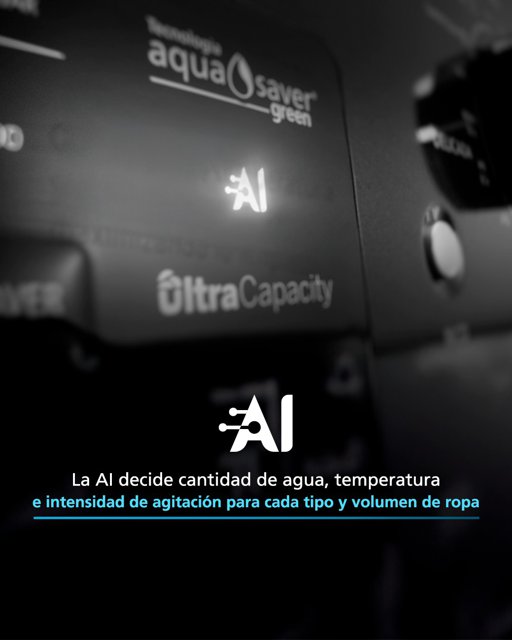 Tecnología
aqua saver
green
AI
ÜltraCapacity
AI
La AI decide cantidad de agua, temperatura
e intensidad de agitación para cada tipo y volumen de ropa